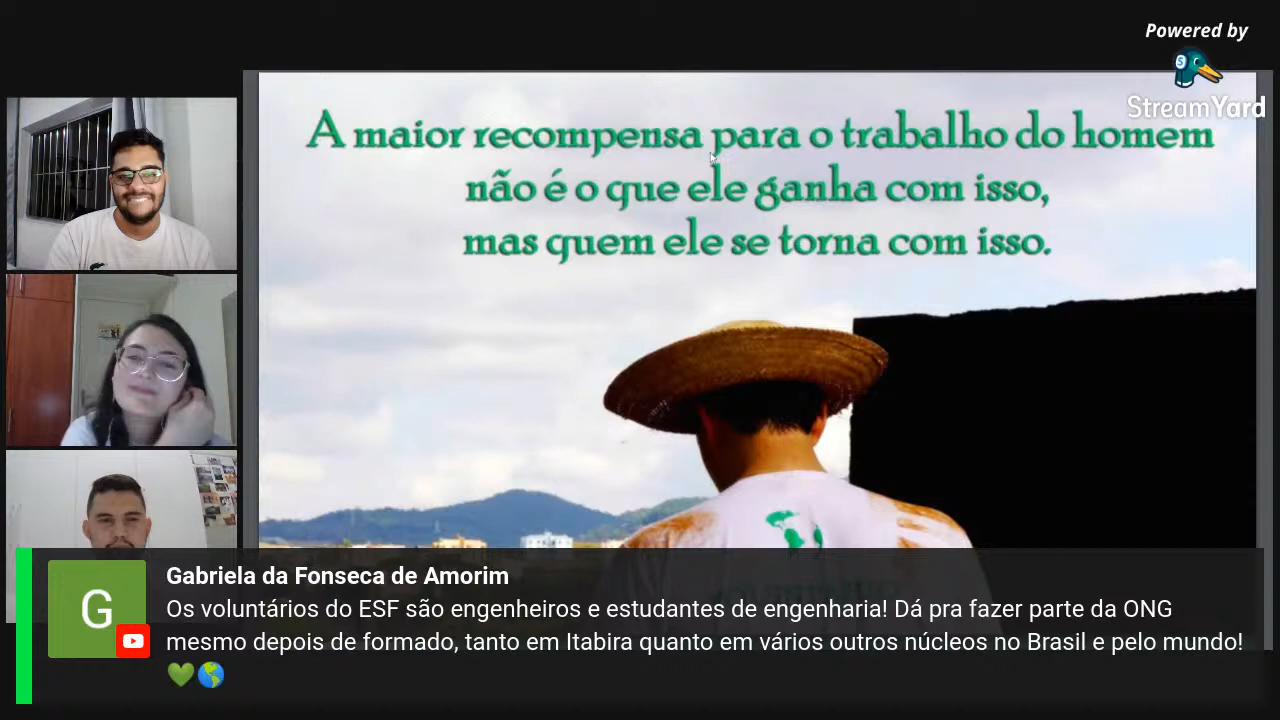 Powered by
StreamYard
A maior recompensa para o trabalho do homem
não é o que ele ganha com isso,
mas quem ele se torna com isso.
G
Gabriela da Fonseca de Amorim
Os voluntários do ESF são engenheiros e estudantes de engenharia! Dá pra fazer parte da ONG
mesmo depois de formado, tanto em Itabira quanto em vários outros núcleos no Brasil e pelo mundo!
💚🌎